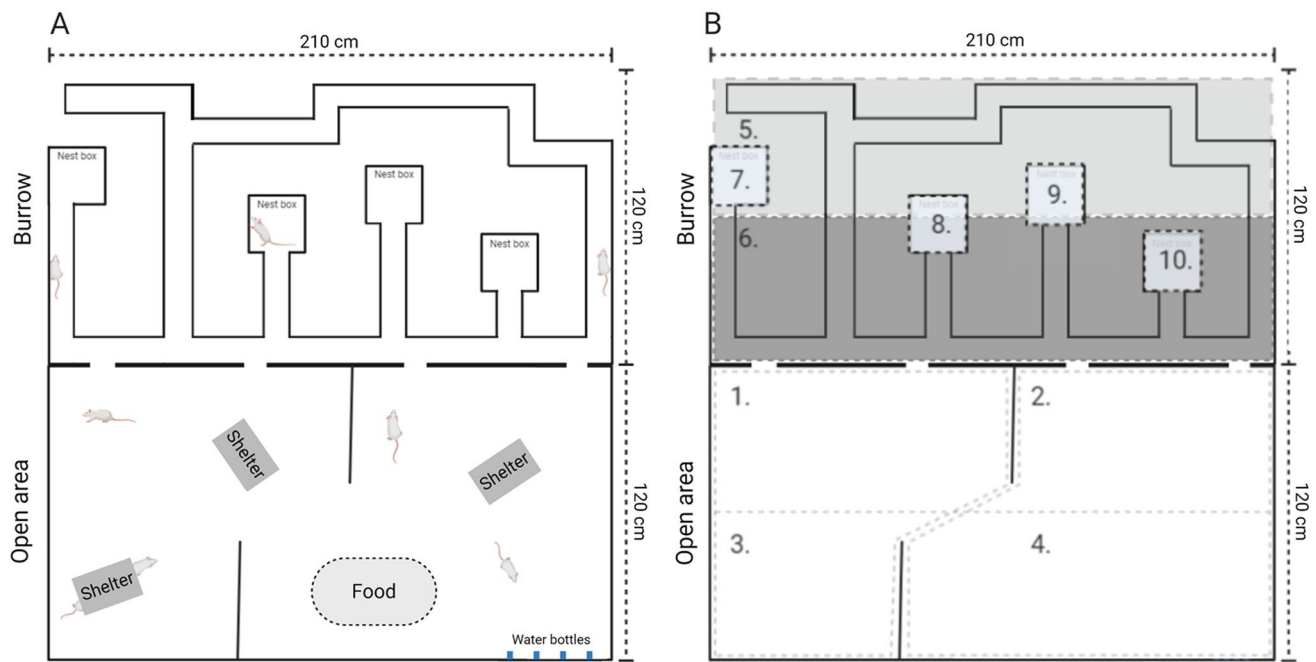 A
210 cm
Burrow
Nest box
Nest box
Nest box
Nest box
120 cm
Open area
Shelter
Shelter
Shelter
Food
Water bottles
120 cm
B
210 cm
Burrow
5.
Nest box
7.
6.
Nest box
8.
Nest box
9.
Nest box
10.
120 cm
Open area
1.
2.
3.
4.
120 cm